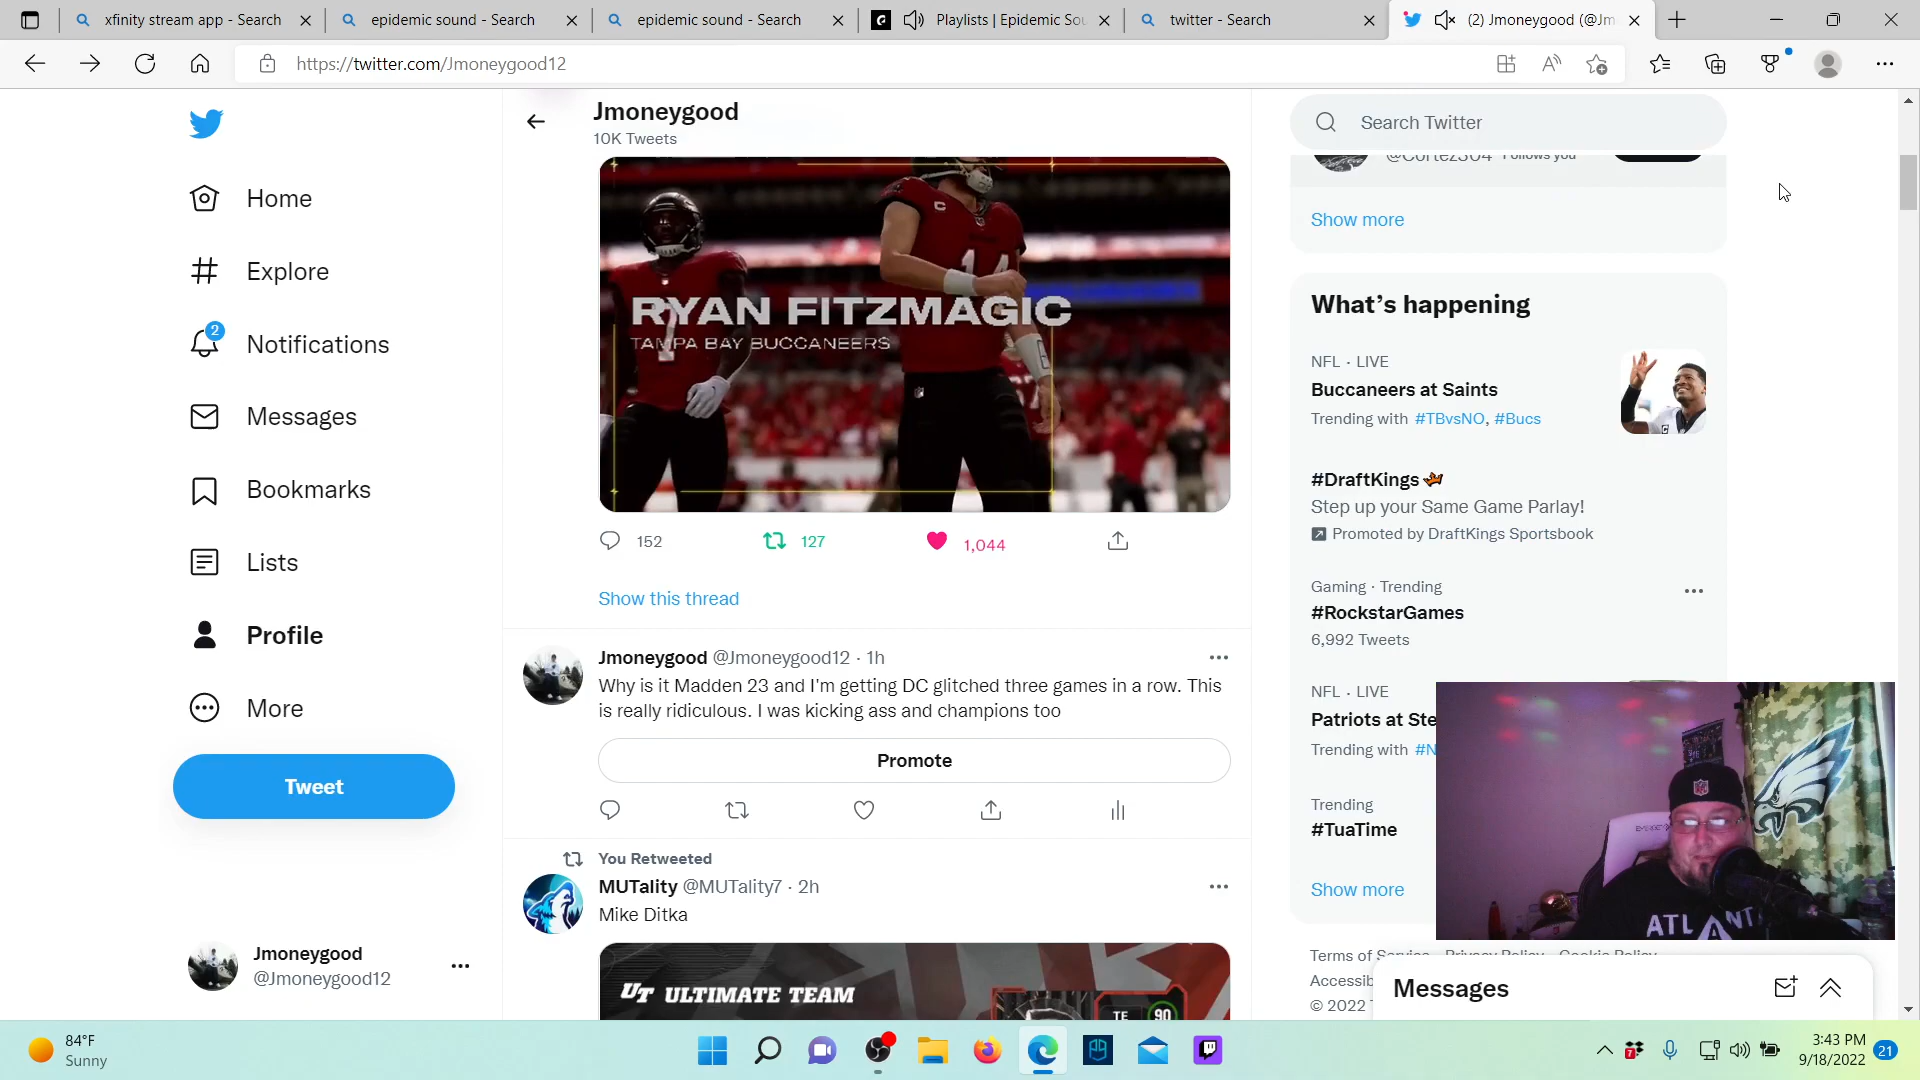 xfinity stream app - Search
epidemic sound - Search
epidemic sound - Search
Playlists | Epidemic Sou
twitter - Search
(2) Jmoneygood (@Jm
https://twitter.com/Jmoneygood12
Home
Explore
2
Notifications
Messages
Bookmarks
Lists
Profile
More
Tweet
Jmoneygood
@Jmoneygood12
Jmoneygood
10K Tweets
RYAN FITZMAGIC
TAMPA BAY BUCCANEERS
152
127
1,044
Show this thread
Jmoneygood @Jmoneygood12 · 1h
Why is it Madden 23 and I'm getting DC glitched three games in a row. This
is really ridiculous. I was kicking ass and champions too
Promote
You Retweeted
MUTality @MUTality7 · 2h
Mike Ditka
UT ULTIMATE TEAM
TE 90
Search Twitter
@Cortez304 Follows you
Show more
What's happening
NFL · LIVE
Buccaneers at Saints
Trending with #TBvsNO, #Bucs
#DraftKings
Step up your Same Game Parlay!
Promoted by DraftKings Sportsbook
Gaming · Trending
#RockstarGames
6,992 Tweets
NFL · LIVE
Patriots at Ste
Trending with #N
Trending
#TuaTime
Show more
NFL
ATLANT
Terms of Service Privacy Policy Cookie Policy
Accessib
© 2022 T
Messages
84°F
Sunny
7
3:43 PM
9/18/2022
21